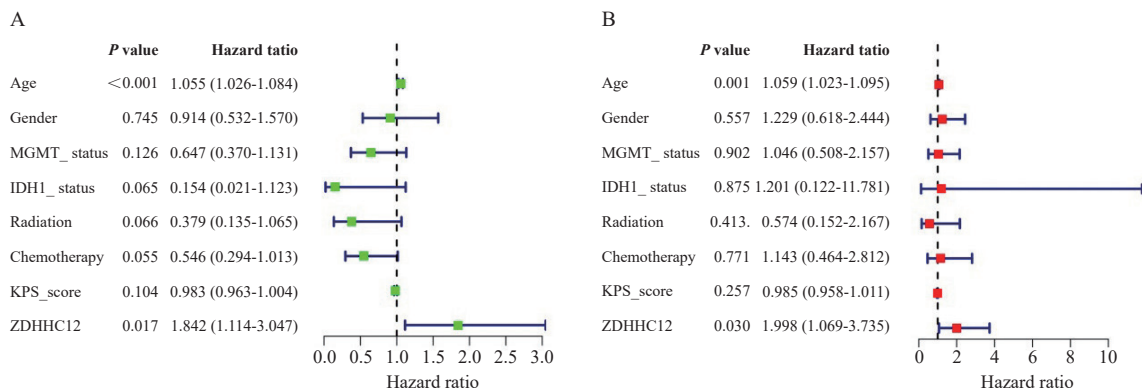 A
P value Hazard tatio
Age <0.001 1.055 (1.026-1.084)
Gender 0.745 0.914 (0.532-1.570)
MGMT_ status 0.126 0.647 (0.370-1.131)
IDH1_ status 0.065 0.154 (0.021-1.123)
Radiation 0.066 0.379 (0.135-1.065)
Chemotherapy 0.055 0.546 (0.294-1.013)
KPS_score 0.104 0.983 (0.963-1.004)
ZDHHC12 0.017 1.842 (1.114-3.047)
0.0 0.5 1.0 1.5 2.0 2.5 3.0
Hazard ratio
B
P value Hazard tatio
Age 0.001 1.059 (1.023-1.095)
Gender 0.557 1.229 (0.618-2.444)
MGMT_ status 0.902 1.046 (0.508-2.157)
IDH1_ status 0.875 1.201 (0.122-11.781)
Radiation 0.413. 0.574 (0.152-2.167)
Chemotherapy 0.771 1.143 (0.464-2.812)
KPS_score 0.257 0.985 (0.958-1.011)
ZDHHC12 0.030 1.998 (1.069-3.735)
0 2 4 6 8 10
Hazard ratio